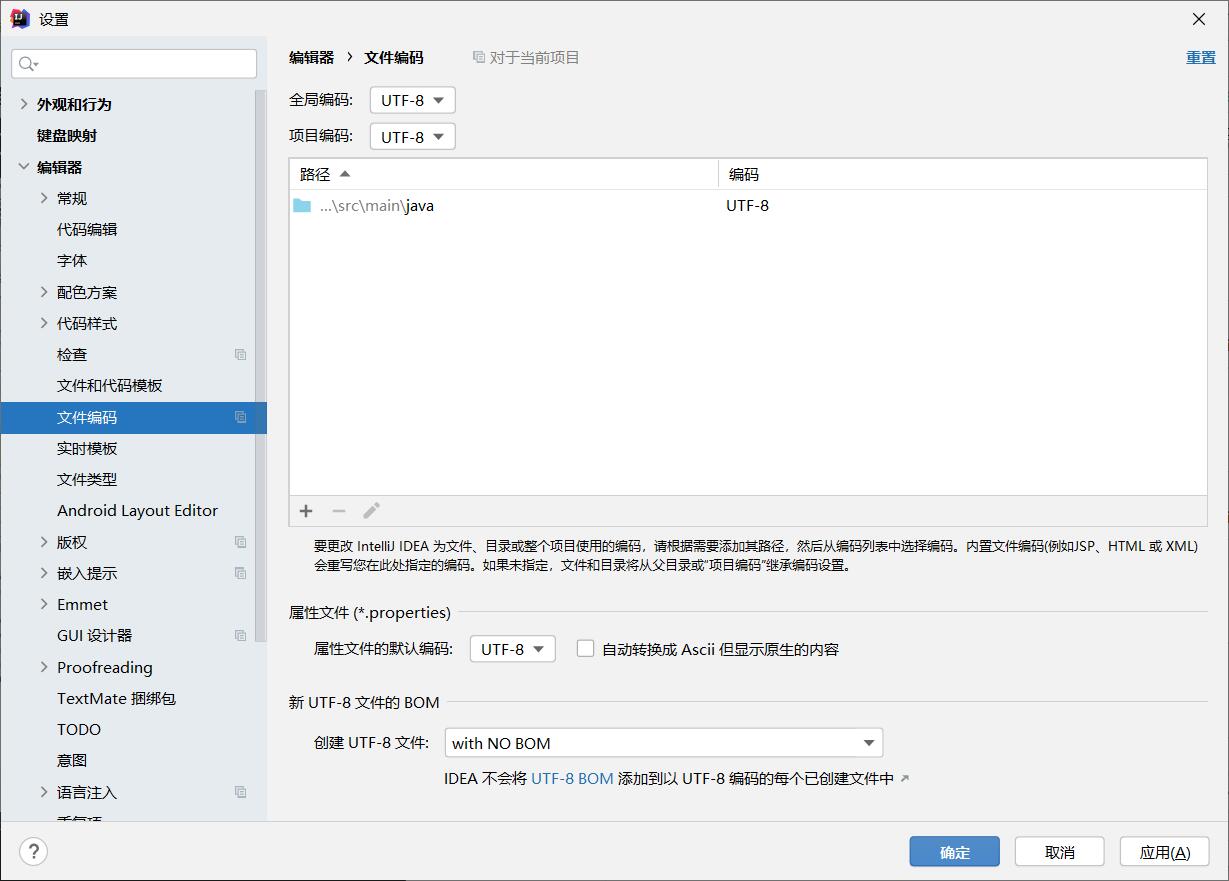 设置
编辑器 › 文件编码 对于当前项目 重置
外观和行为
键盘映射
编辑器
常规
代码编辑
字体
配色方案
代码样式
检查
文件和代码模板
文件编码
实时模板
文件类型
Android Layout Editor
版权
嵌入提示
Emmet
GUI 设计器
Proofreading
TextMate 捆绑包
TODO
意图
语言注入
重复项
全局编码: UTF-8
项目编码: UTF-8
路径 编码
...\src\main\java UTF-8
要更改 IntelliJ IDEA 为文件、目录或整个项目使用的编码，请根据需要添加其路径，然后从编码列表中选择编码。内置文件编码(例如JSP、HTML 或 XML)
会重写您在此处指定的编码。如果未指定，文件和目录将从父目录或"项目编码"继承编码设置。
属性文件 (*.properties)
属性文件的默认编码: UTF-8 自动转换成 Ascii 但显示原生的内容
新 UTF-8 文件的 BOM
创建 UTF-8 文件: with NO BOM
IDEA 不会将 UTF-8 BOM 添加到以 UTF-8 编码的每个已创建文件中 ↗
? 确定 取消 应用(A)